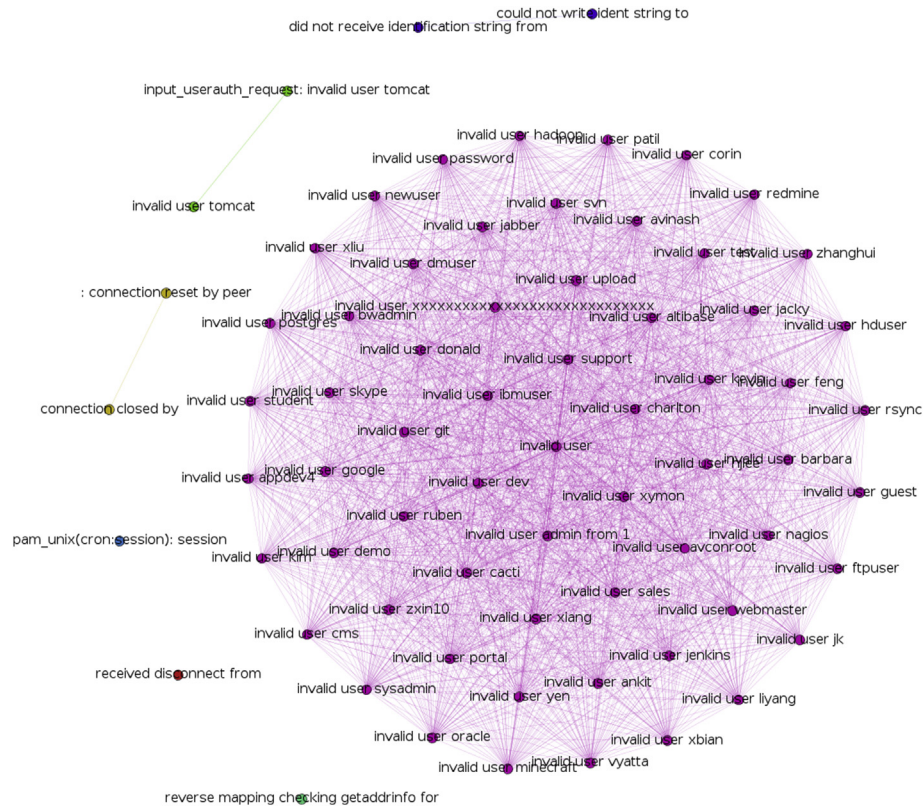 could not write ident string to
did not receive identification string from
input_userauth_request: invalid user tomcat
invalid user hadoop
invalid user patil
invalid user password
invalid user corin
invalid user newuser
invalid user redmine
invalid user tomcat
invalid user svn
invalid user jabber
invalid user avinash
invalid user xliu
invalid user test
invalid user zhanghui
invalid user dmuser
invalid user upload
: connection reset by peer
invalid user xxxxxxxxxxxxxxxxxxxxxxxxxxxxx
invalid user postgres
invalid user bwadmin
invalid user altibase
invalid user jacky
invalid user hduser
invalid user donald
invalid user support
invalid user kevin
invalid user feng
invalid user skype
invalid user ibmuser
invalid user student
connection closed by
invalid user charlton
invalid user rsync
invalid user git
invalid user
invalid user barbara
invalid user google
invalid user appdev4
invalid user dev
invalid user xymon
invalid user guest
invalid user ruben
invalid user admin from 1
invalid user nagios
pam_unix(cron:session): session
invalid user kim
invalid user demo
invalid user avconroot
invalid user cacti
invalid user ftpuser
invalid user sales
invalid user zxin10
invalid user xiang
invalid user webmaster
invalid user cms
invalid user jk
invalid user portal
invalid user jenkins
received disconnect from
invalid user sysadmin
invalid user yen
invalid user ankit
invalid user liyang
invalid user oracle
invalid user xbian
invalid user minecraft
invalid user vyatta
reverse mapping checking getaddrinfo for